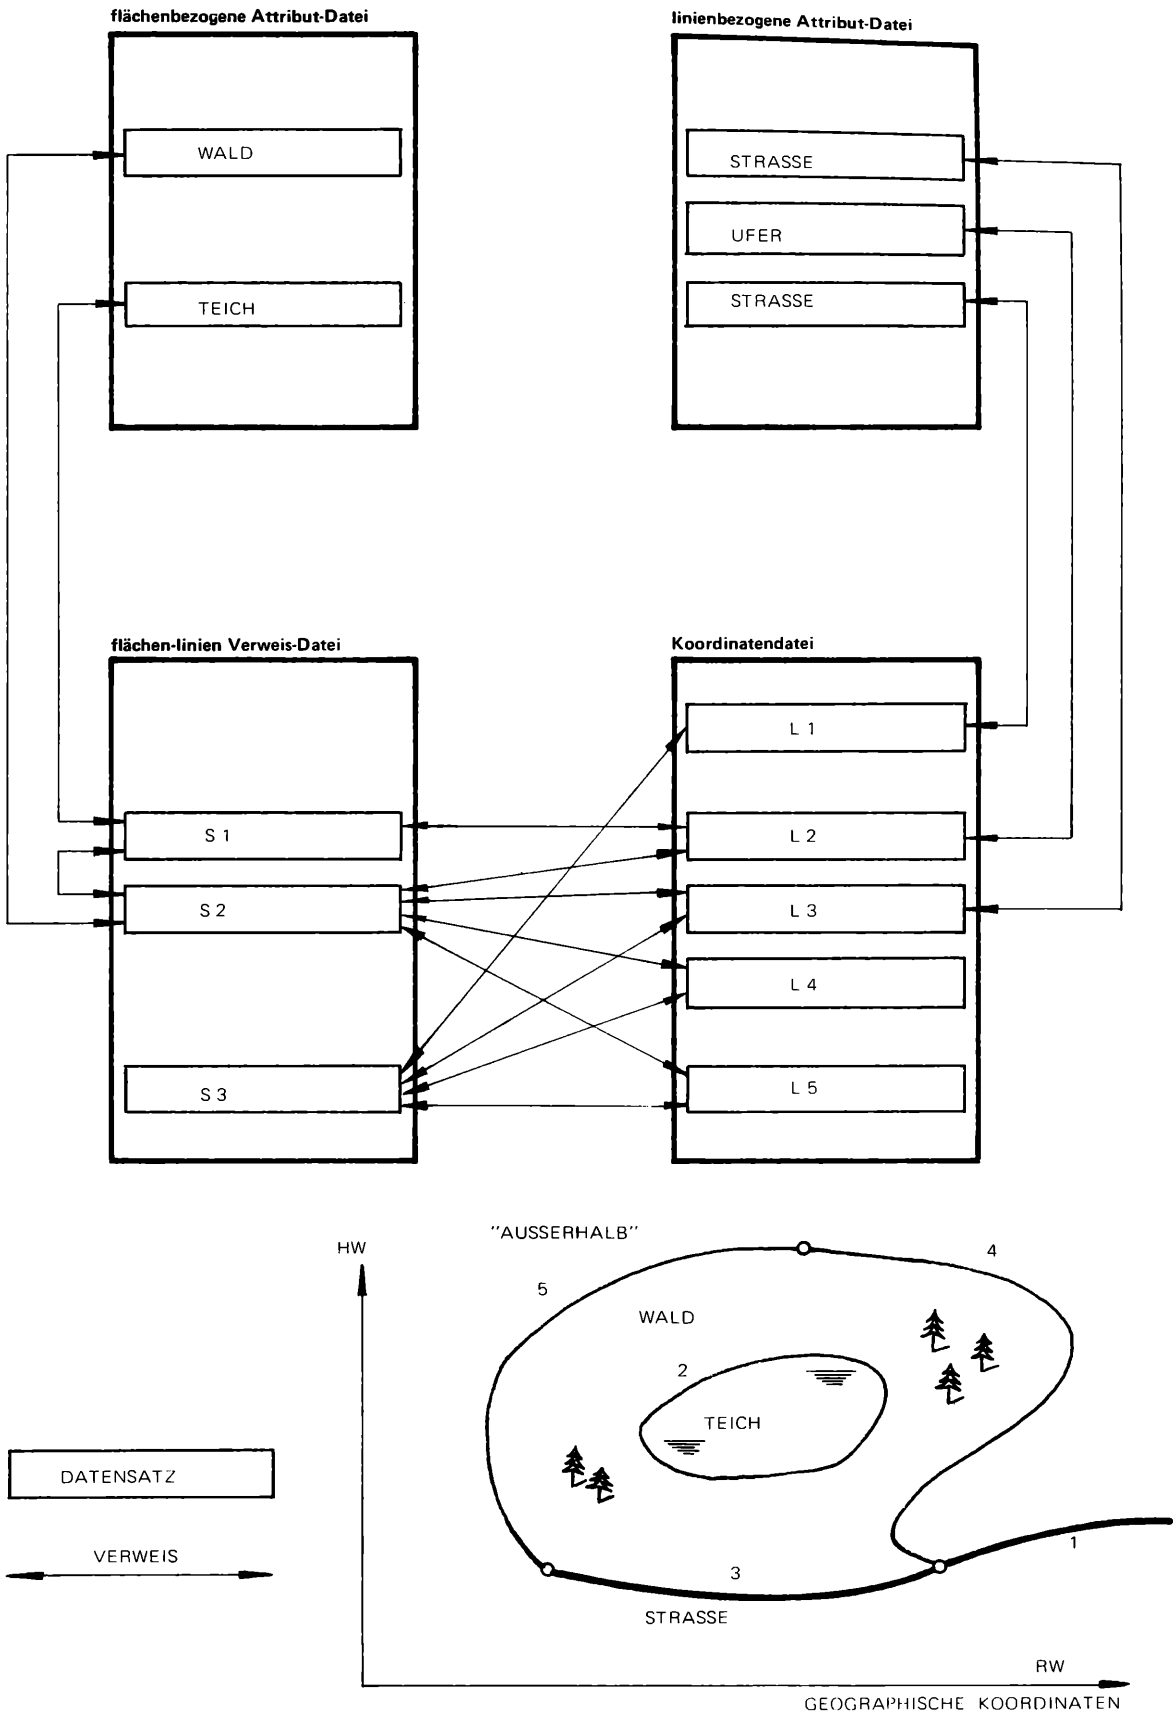 flächenbezogene Attribut-Datei
linienbezogene Attribut-Datei
WALD
TEICH
STRASSE
UFER
STRASSE
flächen-linien Verweis-Datei
Koordinatendatei
S 1
S 2
S 3
L 1
L 2
L 3
L 4
L 5
"AUSSERHALB"
HW
4
5
WALD
2
TEICH
DATENSATZ
VERWEIS
1
3
STRASSE
RW
GEOGRAPHISCHE KOORDINATEN